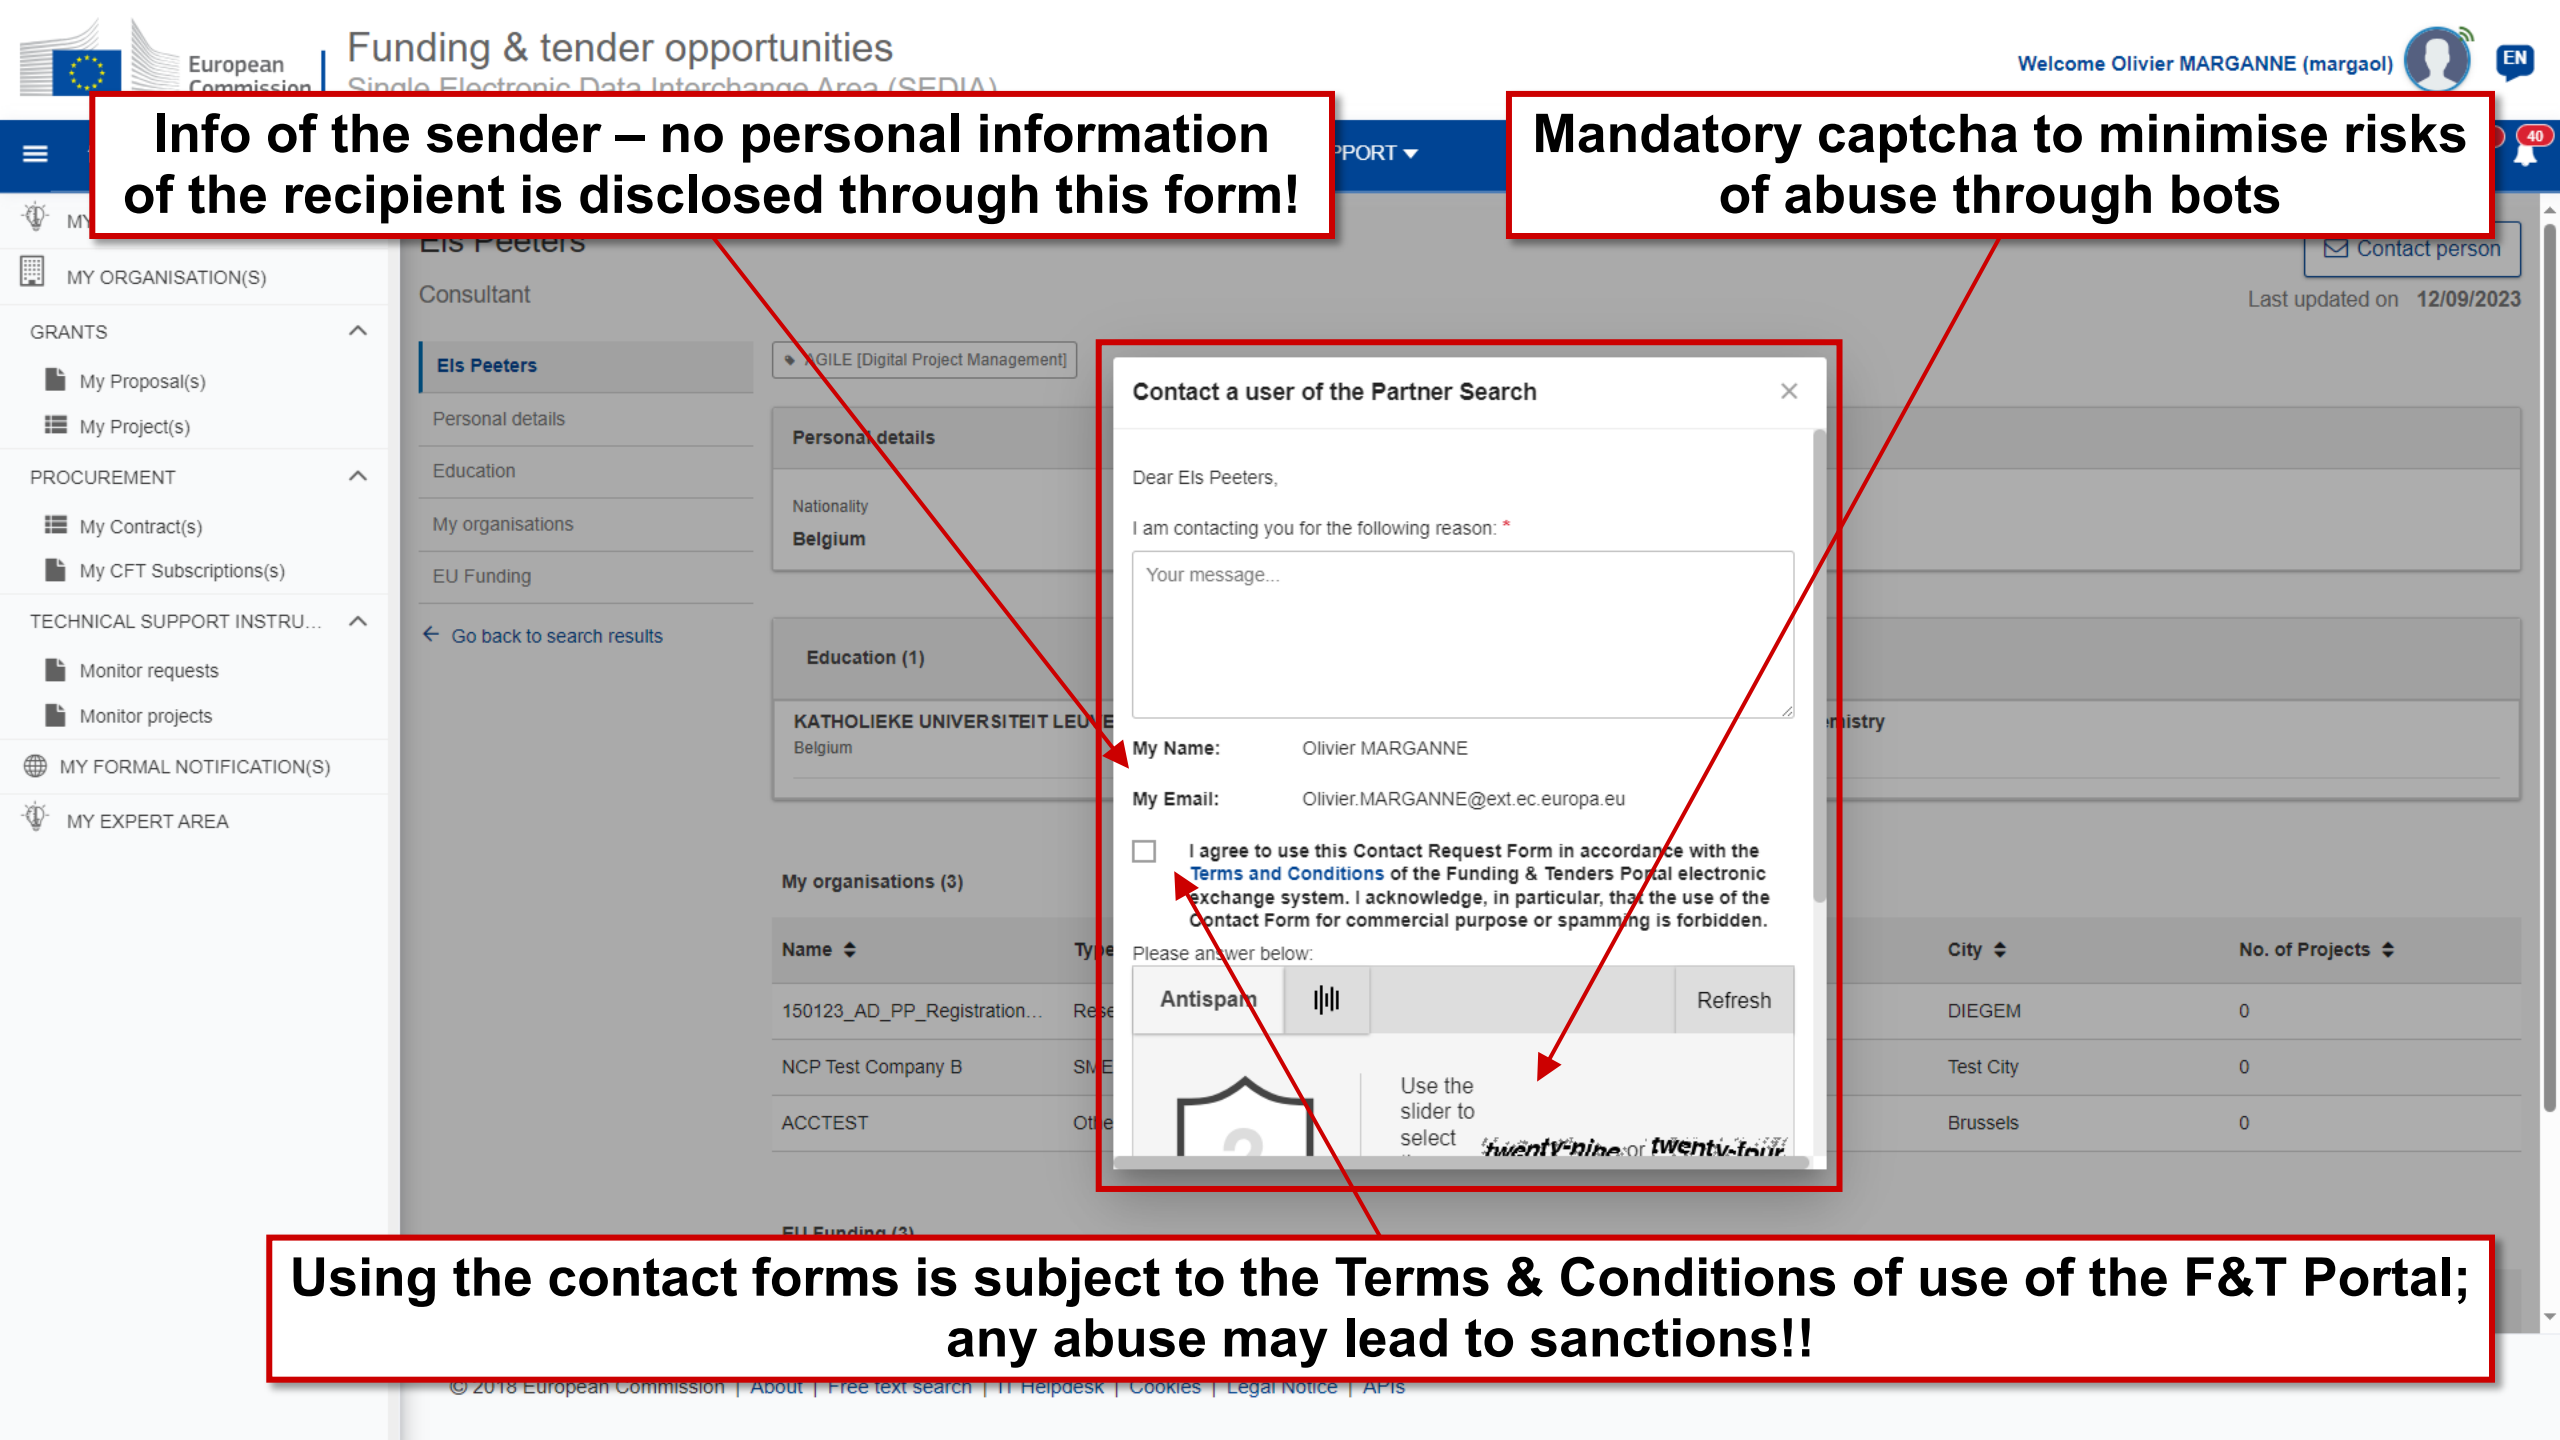 European
Commission
Funding & tender opportunities
Single Electronic Data Interchange Area (SEDIA)
Welcome Olivier MARGANNE (margaol)
EN
Info of the sender – no personal information
of the recipient is disclosed through this form!
Mandatory captcha to minimise risks
of abuse through bots
40
MY ORGANISATION(S)
GRANTS
My Proposal(s)
My Project(s)
PROCUREMENT
My Contract(s)
My CFT Subscriptions(s)
TECHNICAL SUPPORT INSTRU...
Monitor requests
Monitor projects
MY FORMAL NOTIFICATION(S)
MY EXPERT AREA
Els Peeters
Consultant
Contact person
Last updated on 12/09/2023
Els Peeters
Personal details
Education
My organisations
EU Funding
Go back to search results
AGILE [Digital Project Management]
Personal details
Nationality
Belgium
Education (1)
KATHOLIEKE UNIVERSITEIT
Belgium
My organisations (3)
Name
City
No. of Projects
150123_AD_PP_Registration...
DIEGEM
0
NCP Test Company B
SME
Test City
0
ACCTEST
Brussels
0
EU Funding (3)
Contact a user of the Partner Search
Dear Els Peeters,
I am contacting you for the following reason: *
Your message...
My Name: Olivier MARGANNE
My Email: Olivier.MARGANNE@ext.ec.europa.eu
I agree to use this Contact Request Form in accordance with the
Terms and Conditions of the Funding & Tenders Portal electronic
exchange system. I acknowledge, in particular, that the use of the
Contact Form for commercial purpose or spamming is forbidden.
Please answer below:
Antispam
Refresh
Use the
slider to
select
twenty-nine or twenty-four
Using the contact forms is subject to the Terms & Conditions of use of the F&T Portal;
any abuse may lead to sanctions!!
© 2018 European Commission | About | Free text search | IT Helpdesk | Cookies | Legal Notice | APIs